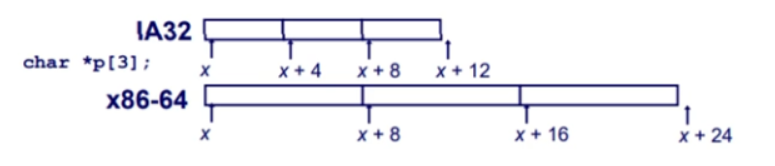 IA32
char *p[3];
x x + 4 x + 8 x + 12
x86-64
x x + 8 x + 16 x + 24